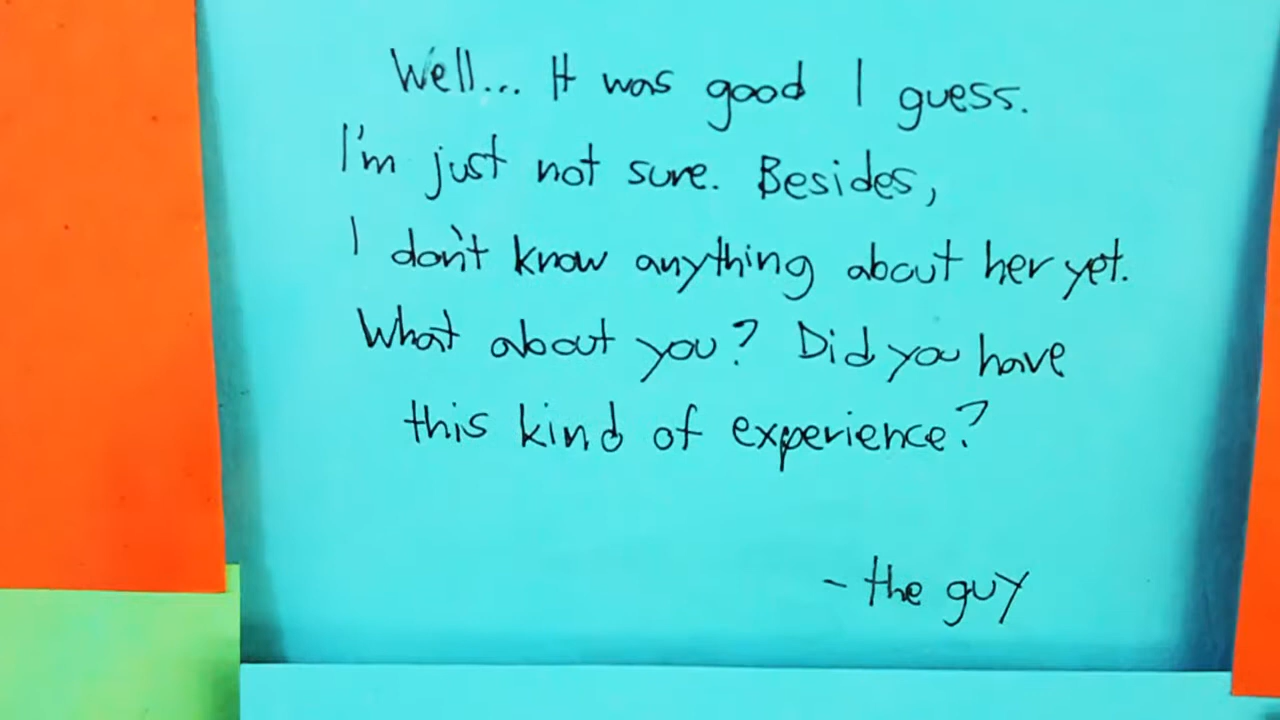 Well... It was good I guess.
I'm just not sure. Besides,
I don't know anything about her yet.
What about you? Did you have
this kind of experience?
- the guy